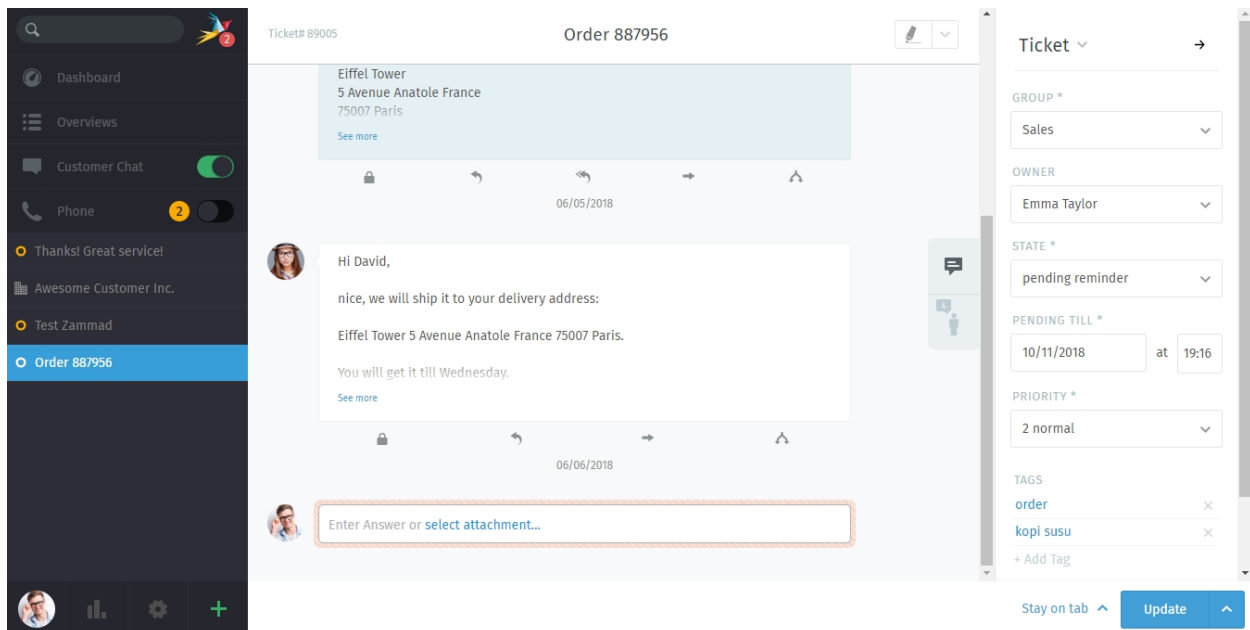 2
Dashboard
Overviews
Customer Chat
Phone 2
Thanks! Great service!
Awesome Customer Inc.
Test Zammad
Order 887956
Ticket# 89005
Order 887956
Eiffel Tower
5 Avenue Anatole France
75007 Paris
See more
06/05/2018
Hi David,
nice, we will ship it to your delivery address:
Eiffel Tower 5 Avenue Anatole France 75007 Paris.
You will get it till Wednesday.
See more
06/06/2018
Enter Answer or select attachment...
Ticket
GROUP *
Sales
OWNER
Emma Taylor
STATE *
pending reminder
PENDING TILL *
10/11/2018 at 19:16
PRIORITY *
2 normal
TAGS
order
kopi susu
+ Add Tag
Stay on tab
Update